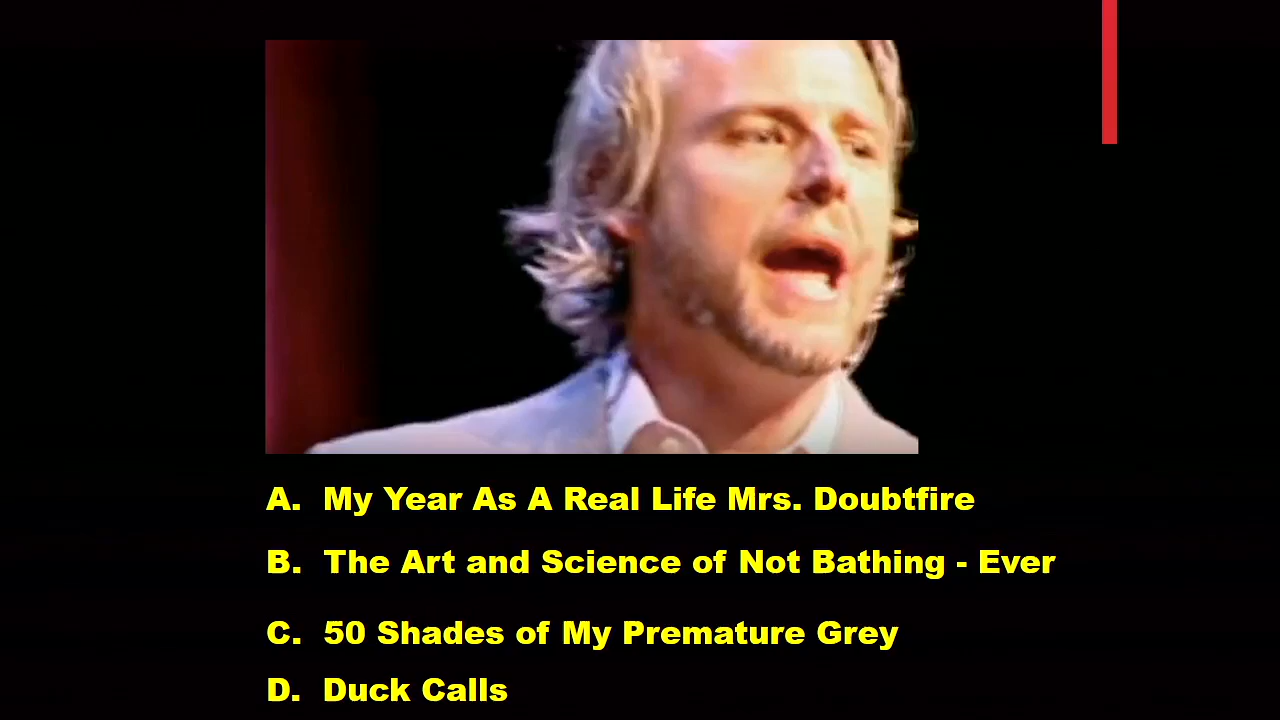 A. My Year As A Real Life Mrs. Doubtfire
B. The Art and Science of Not Bathing - Ever
C. 50 Shades of My Premature Grey
D. Duck Calls